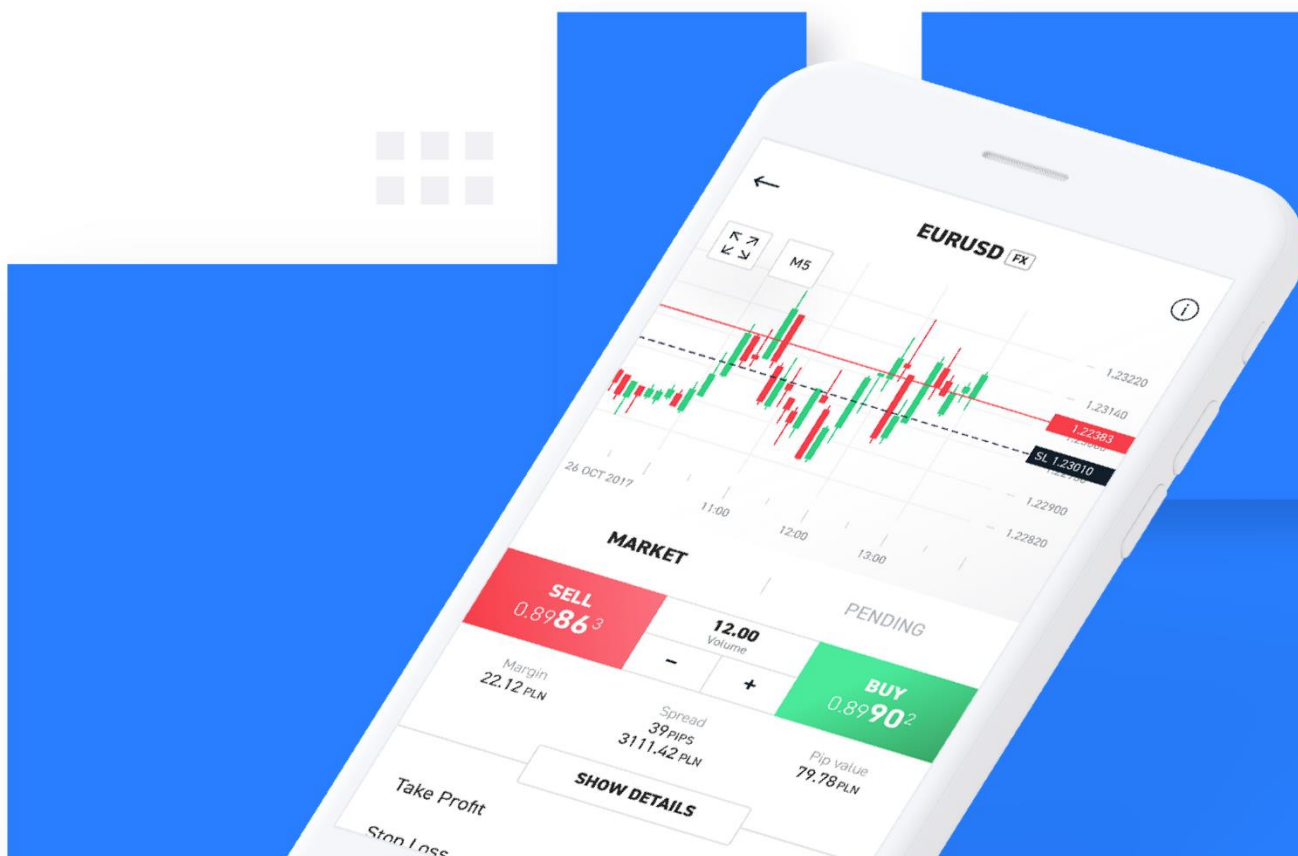 EURUSD FX
M5
1.23220
1.23140
1.22383
SL 1.23010
1.22900
1.22820
26 OCT 2017
11:00
12:00
13:00
MARKET
PENDING
SELL
0.89863
12.00
Volume
-
+
BUY
0.89902
Margin
22.12 PLN
Spread
39 PIPS
3111.42 PLN
Pip value
79.78 PLN
SHOW DETAILS
Take Profit
Stop Loss